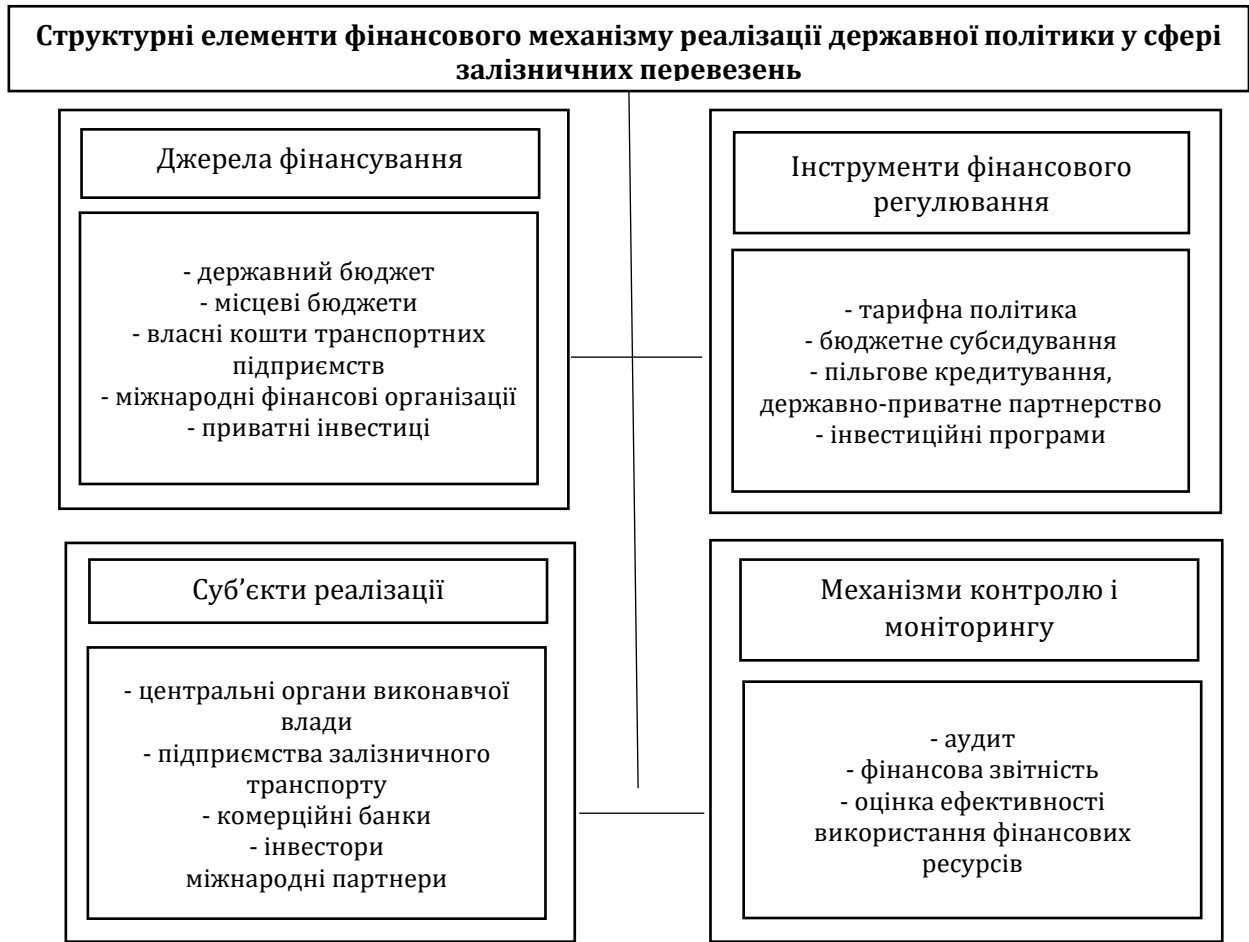 Структурні елементи фінансового механізму реалізації державної політики у сфері
залізничних перевезень
Джерела фінансування
- державний бюджет
- місцеві бюджети
- власні кошти транспортних
підприємств
- міжнародні фінансові організації
- приватні інвестиці
Інструменти фінансового
регулювання
- тарифна політика
- бюджетне субсидування
- пільгове кредитування,
державно-приватне партнерство
- інвестиційні програми
Суб’єкти реалізації
- центральні органи виконавчої
влади
- підприємства залізничного
транспорту
- комерційні банки
- інвестори
міжнародні партнери
Механізми контролю і
моніторингу
- аудит
- фінансова звітність
- оцінка ефективності
використання фінансових
ресурсів